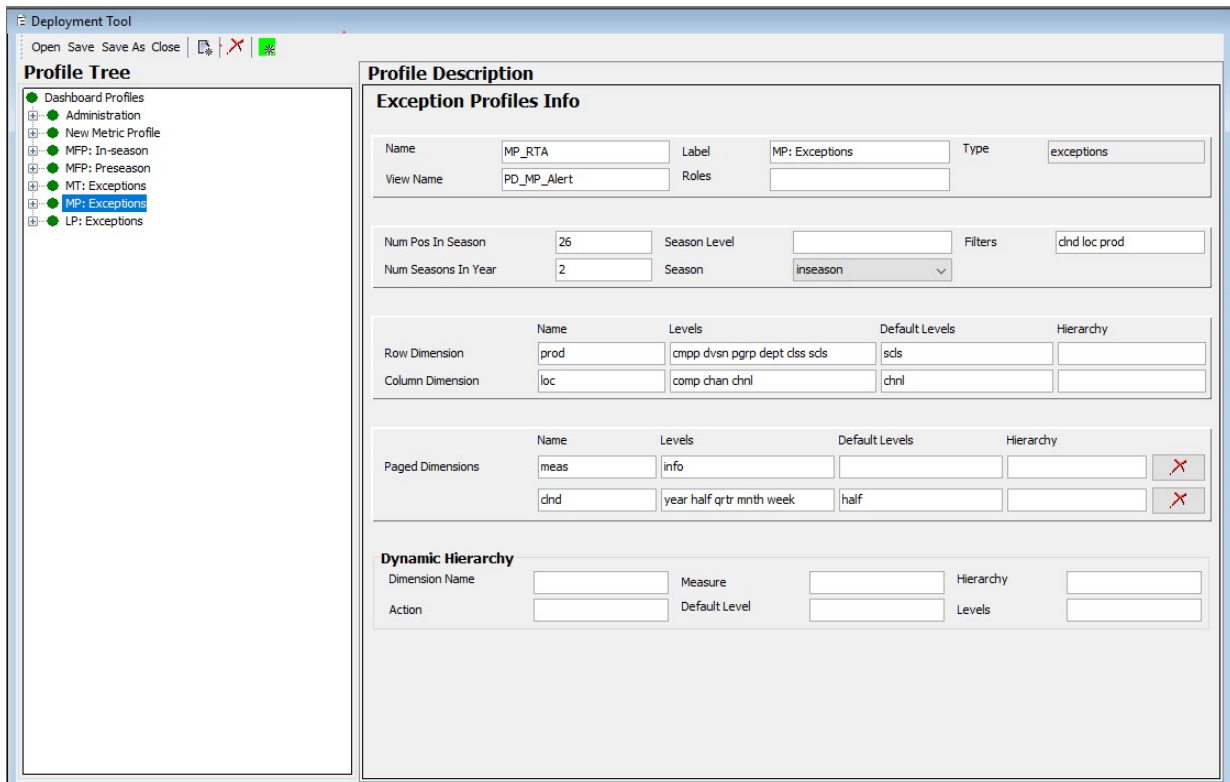 Deployment Tool
Open Save Save As Close
Profile Tree
Dashboard Profiles
Administration
New Metric Profile
MFP: In-season
MFP: Preseason
MT: Exceptions
MP: Exceptions
LP: Exceptions
Profile Description
Exception Profiles Info
Name MP_RTA Label MP: Exceptions Type exceptions
View Name PD_MP_Alert Roles
Num Pos In Season 26 Season Level Filters clnd loc prod
Num Seasons In Year 2 Season inseason
Name Levels Default Levels Hierarchy
Row Dimension prod cmpp dvsn pgrp dept clss scls scls
Column Dimension loc comp chan chnl chnl
Name Levels Default Levels Hierarchy
Paged Dimensions meas info
clnd year half qrtr mnth week half
Dynamic Hierarchy
Dimension Name Measure Hierarchy
Action Default Level Levels